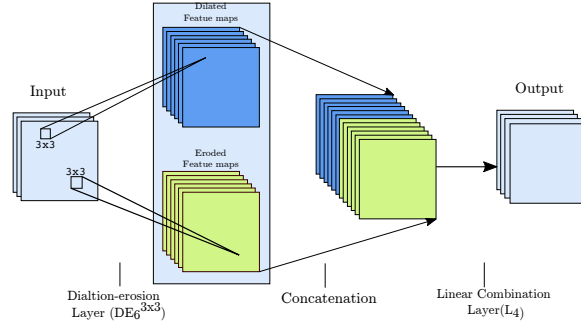 Dilated
Featue maps
Input
3x3
3x3
Eroded
Featue maps
Output
Dialtion-erosion
Layer (DE6^3x3)
Concatenation
Linear Combination
Layer(L4)